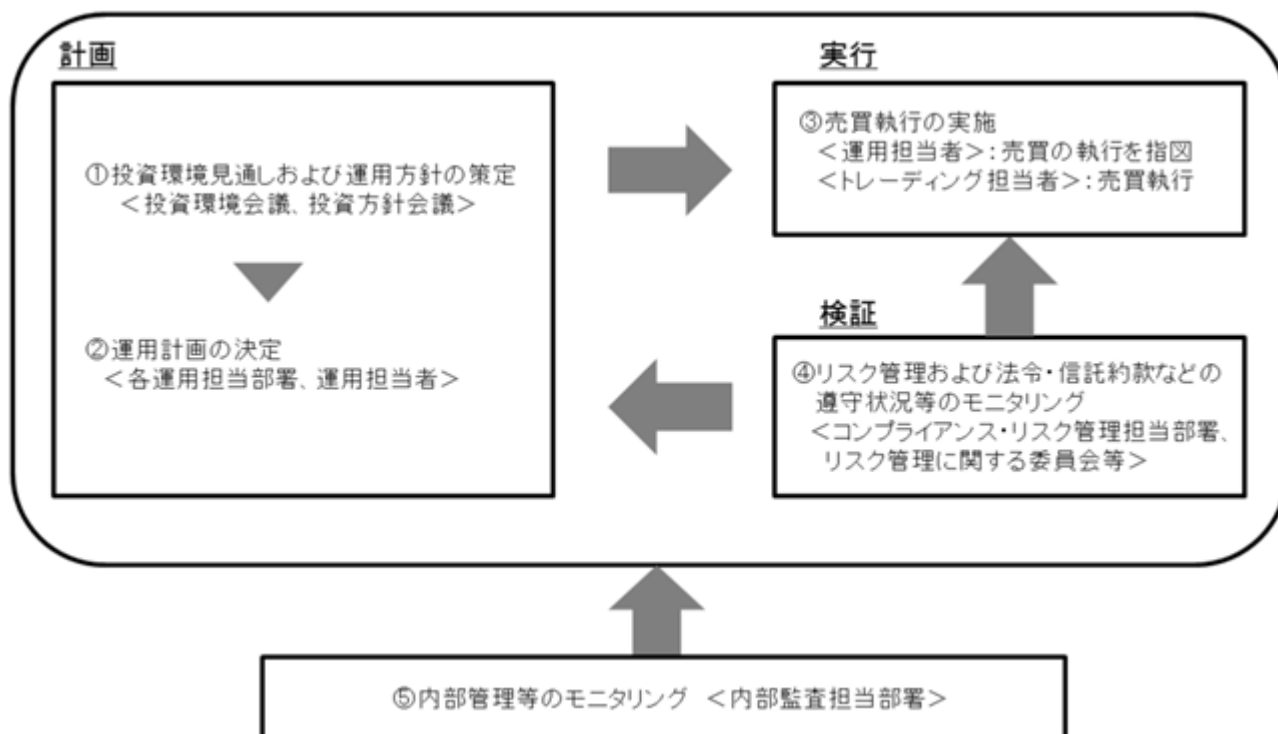 計画
①投資環境見通しおよび運用方針の策定
＜投資環境会議、投資方針会議＞
②運用計画の決定
＜各運用担当部署、運用担当者＞
実行
③売買執行の実施
＜運用担当者＞：売買の執行を指図
＜トレーディング担当者＞：売買執行
検証
④リスク管理および法令・信託約款などの
遵守状況等のモニタリング
＜コンプライアンス・リスク管理担当部署、
リスク管理に関する委員会等＞
⑤内部管理等のモニタリング ＜内部監査担当部署＞